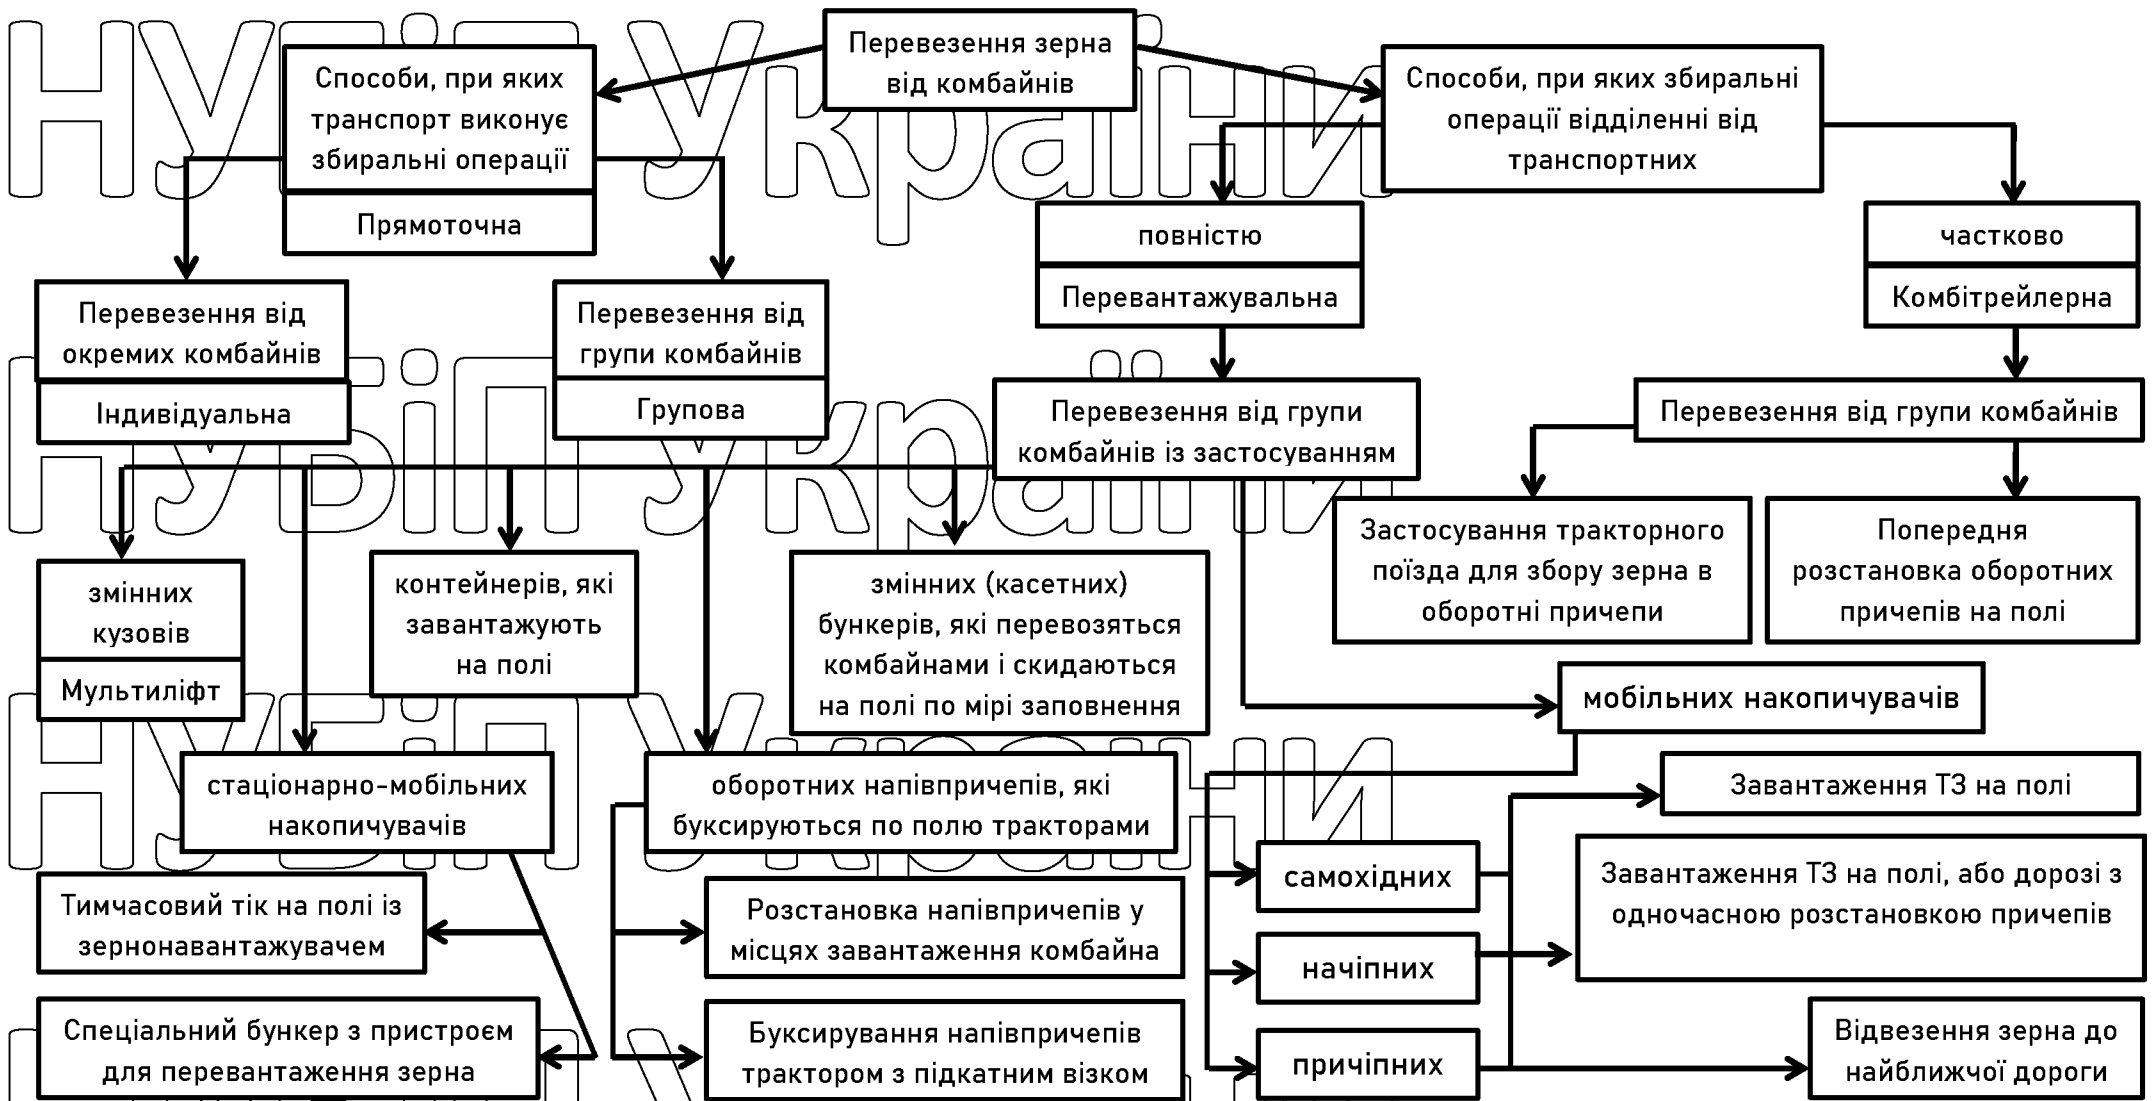 НУБіП України
Перевезення зерна
від комбайнів
Способи, при яких
транспорт виконує
збиральні операції
Прямоточна
Способи, при яких збиральні
операції відділенні від
транспортних
повністю
Перевантажувальна
частково
Комбітрейлерна
Перевезення від
окремих комбайнів
Індивідуальна
Перевезення від
групи комбайнів
Групова
НУБіП України
Перевезення від групи
комбайнів із застосуванням
Перевезення від групи комбайнів
Застосування тракторного
поїзда для збору зерна в
оборотні причепи
Попередня
розстановка оборотних
причепів на полі
змінних
кузовів
Мультиліфт
контейнерів, які
завантажують
на полі
змінних (касетних)
бункерів, які перевозяться
комбайнами і скидаються
на полі по мірі заповнення
мобільних накопичувачів
НУБіП України
стаціонарно-мобільних
накопичувачів
оборотних напівпричепів, які
буксируються по полю тракторами
Завантаження ТЗ на полі
самохідних
Завантаження ТЗ на полі, або дорозі з
одночасною розстановкою причепів
Тимчасовий тік на полі із
зернонавантажувачем
Розстановка напівпричепів у
місцях завантаження комбайна
начіпних
Спеціальний бункер з пристроєм
для перевантаження зерна
Буксирування напівпричепів
трактором з підкатним візком
причіпних
Відвезення зерна до
найближчої дороги